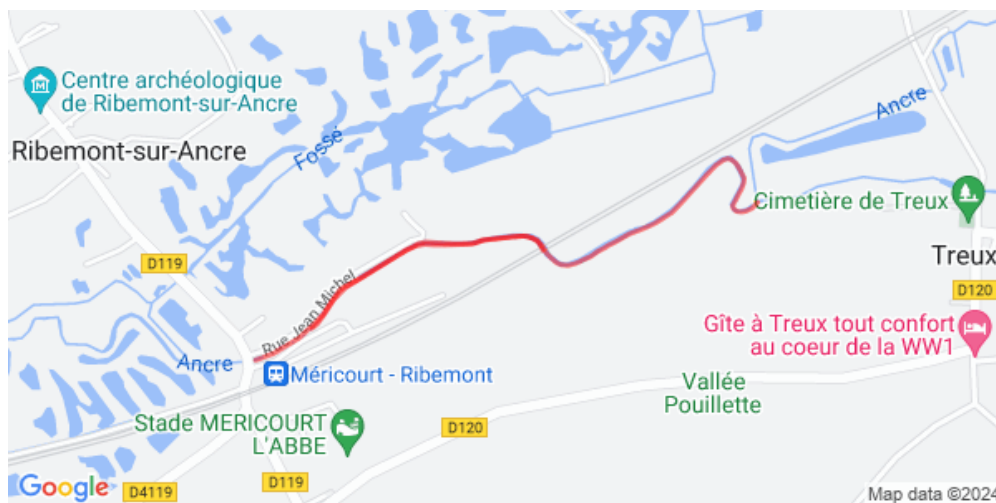 Centre archéologique
de Ribemont-sur-Ancre
Ribemont-sur-Ancre
Fossé
Ancre
Cimetière de Treux
Treux
D119
D120
Rue Jean Michel
Gîte à Treux tout confort
au coeur de la WW1
Ancre
Méricourt - Ribemont
Vallée
Pouillette
Stade MERICOURT
L'ABBE
D120
D4119
D119
Google
Map data ©2024